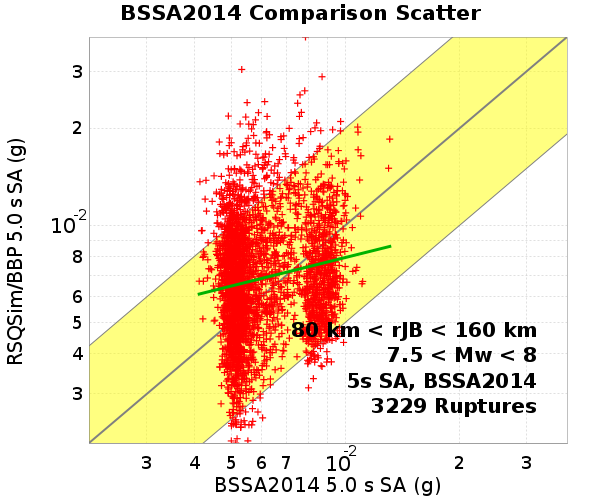 BSSA2014 Comparison Scatter
RSQSim/BBP 5.0 s SA (g)
3
2
10-2
8
6
5
4
3
80 km < rJB < 160 km
7.5 < Mw < 8
5s SA, BSSA2014
3229 Ruptures
3 4 5 6 7 10-2 2 3
BSSA2014 5.0 s SA (g)